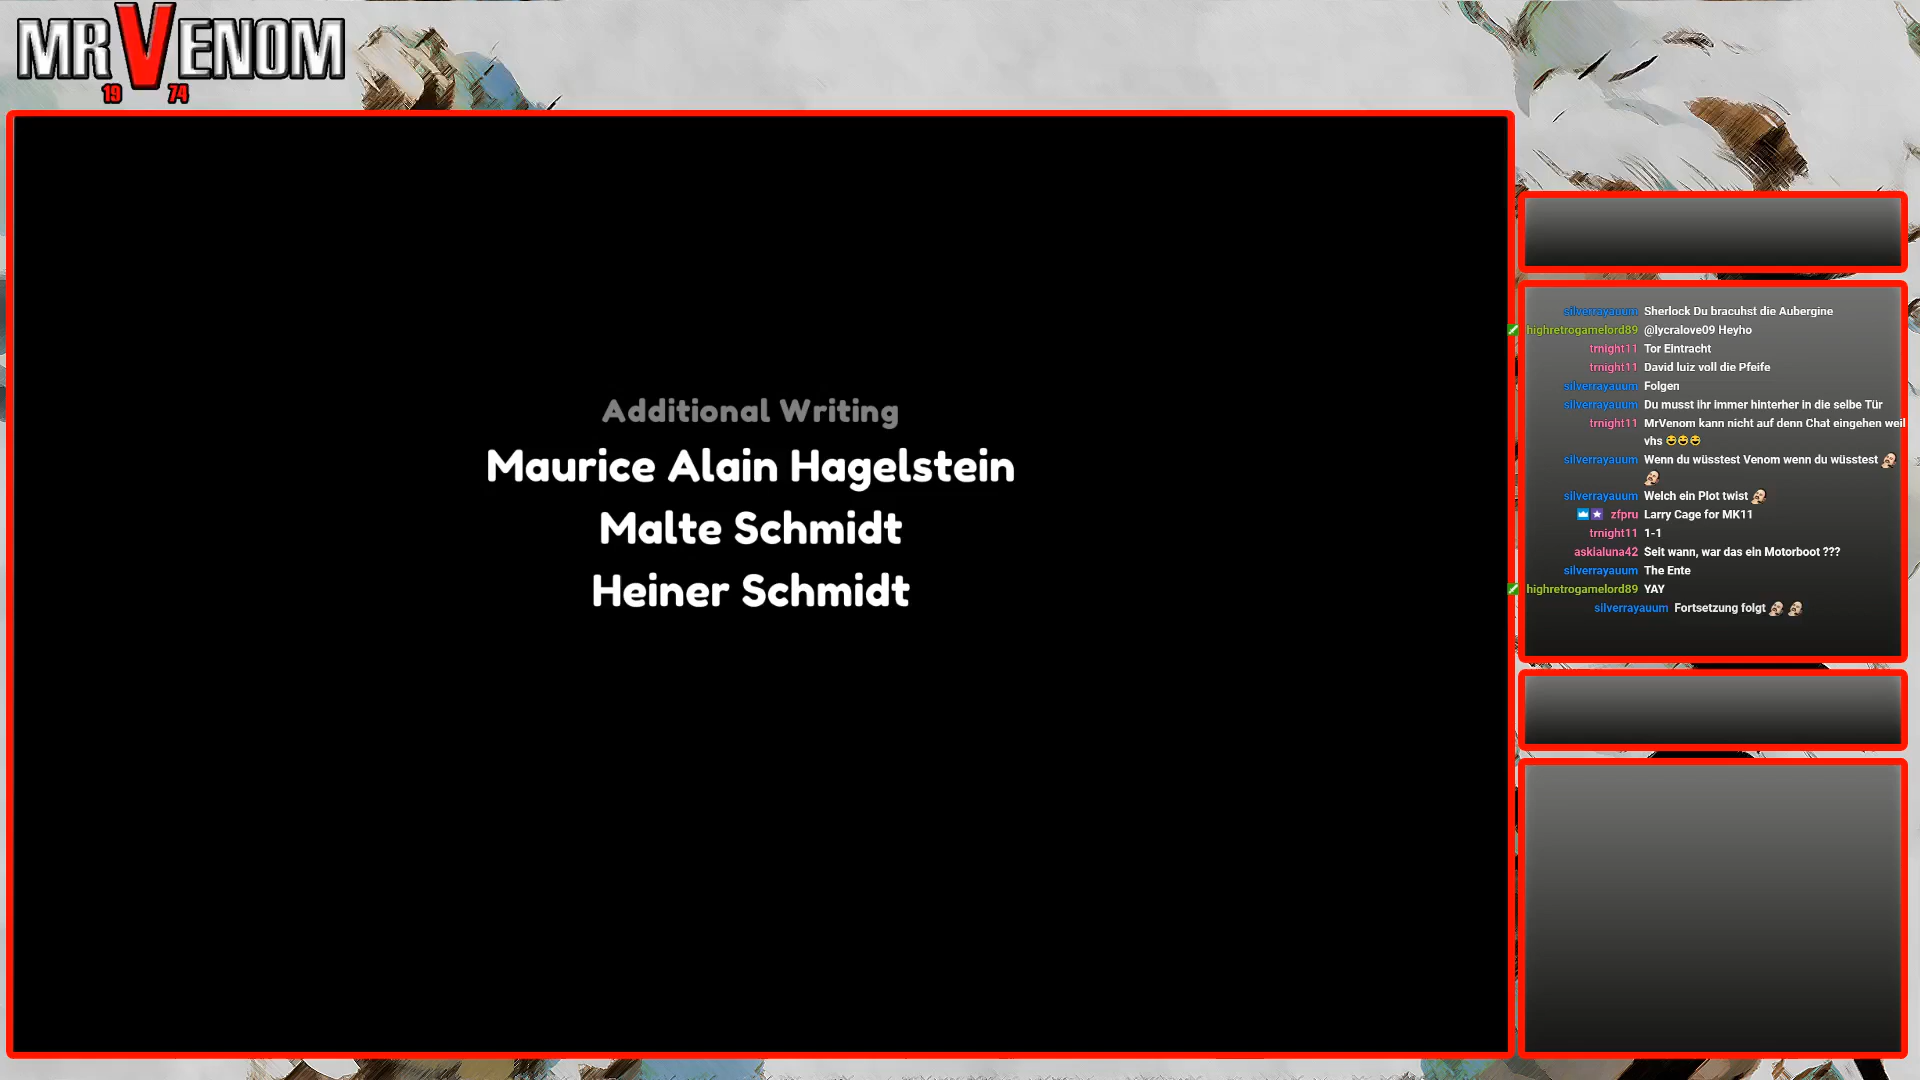 MRVENOM
1974
Additional Writing
Maurice Alain Hagelstein
Malte Schmidt
Heiner Schmidt
silverrayauum Sherlock Du bracuhst die Aubergine
highretrogamelord89 @lycralove09 Heyho
trnight11 Tor Eintracht
trnight11 David luiz voll die Pfeife
silverrayauum Folgen
silverrayauum Du musst ihr immer hinterher in die selbe Tür
trnight11 MrVenom kann nicht auf denn Chat eingehen weil
vhs 😂😂😂
silverrayauum Wenn du wüsstest Venom wenn du wüsstest
silverrayauum Welch ein Plot twist
zfpru Larry Cage for MK11
trnight11 1-1
askialuna42 Seit wann, war das ein Motorboot ???
silverrayauum The Ente
highretrogamelord89 YAY
silverrayauum Fortsetzung folgt